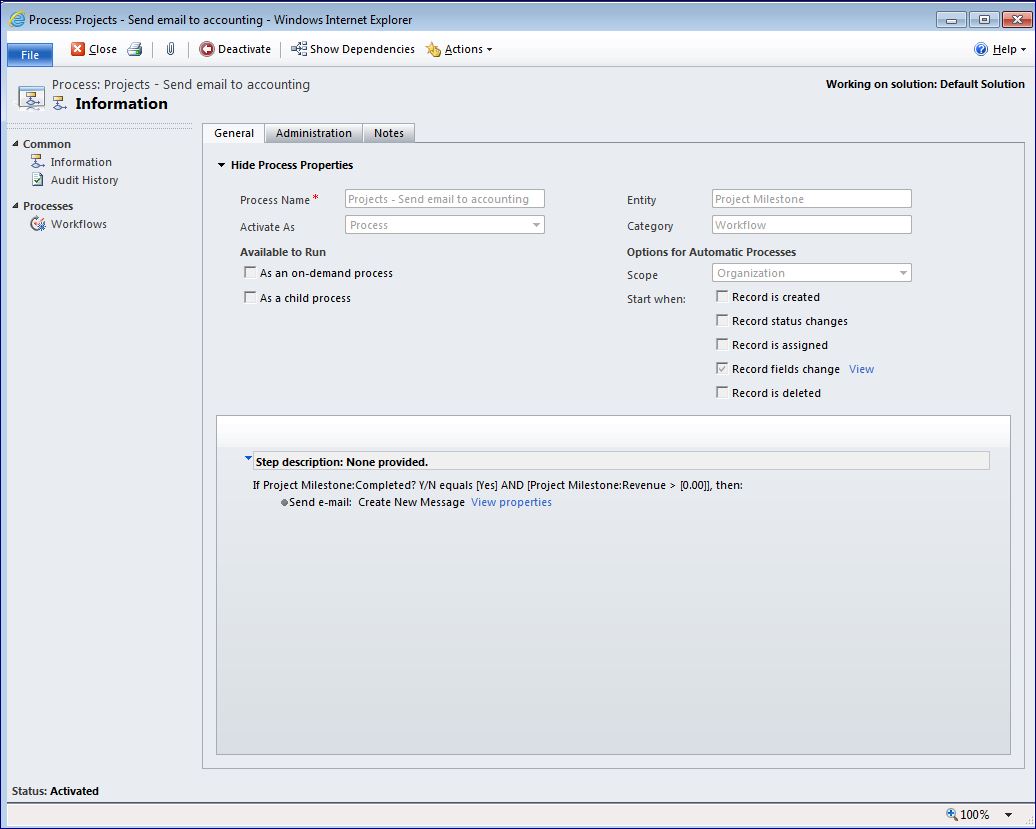 Process: Projects - Send email to accounting - Windows Internet Explorer
File
Close
Deactivate
Show Dependencies
Actions
Help
Process: Projects - Send email to accounting
Information
Working on solution: Default Solution
Common
Information
Audit History
Processes
Workflows
General
Administration
Notes
Hide Process Properties
Process Name *
Projects - Send email to accounting
Activate As
Process
Available to Run
As an on-demand process
As a child process
Entity
Project Milestone
Category
Workflow
Options for Automatic Processes
Scope
Organization
Start when:
Record is created
Record status changes
Record is assigned
Record fields change View
Record is deleted
Step description: None provided.
If Project Milestone:Completed? Y/N equals [Yes] AND [Project Milestone:Revenue > [0.00]], then:
Send e-mail: Create New Message View properties
Status: Activated
100%